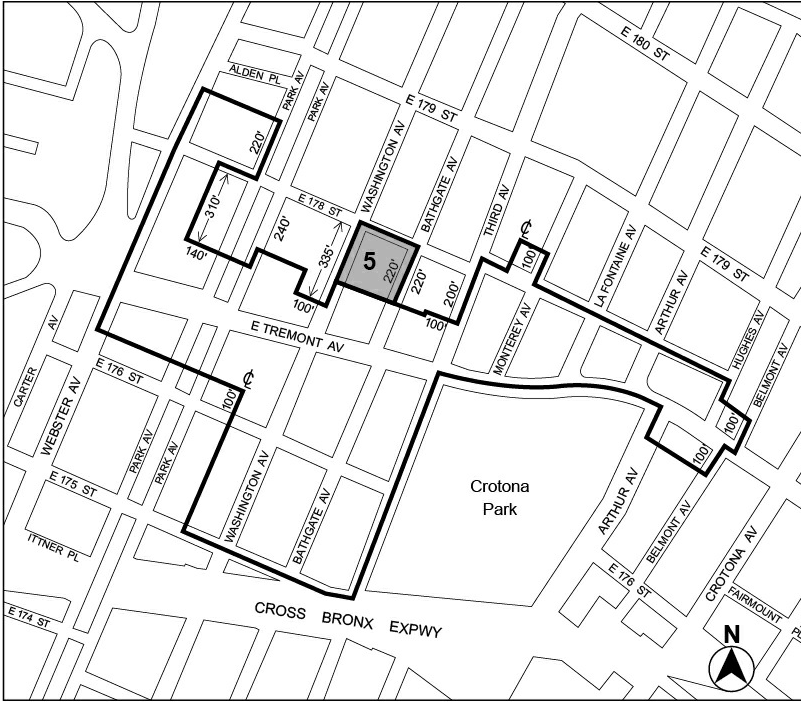 E 180 ST
ALDEN PL
PARK AV
PARK AV
E 179 ST
WASHINGTON AV
BATHGATE AV
THIRD AV
220'
310'
140'
E 178 ST
240'
335'
100'
5
220'
220'
200'
100'
℄
100'
LA FONTAINE AV
ARTHUR AV
E 179 ST
HUGHES AV
BELMONT AV
MONTEREY AV
E TREMONT AV
CARTER AV
WEBSTER AV
E 176 ST
℄
100'
PARK AV
PARK AV
E 175 ST
ITTNER PL
E 174 ST
WASHINGTON AV
BATHGATE AV
Crotona
Park
100'
100'
ARTHUR AV
BELMONT AV
CROTONA AV
E 176 ST
FAIRMOUNT PL
CROSS BRONX EXPWY
N